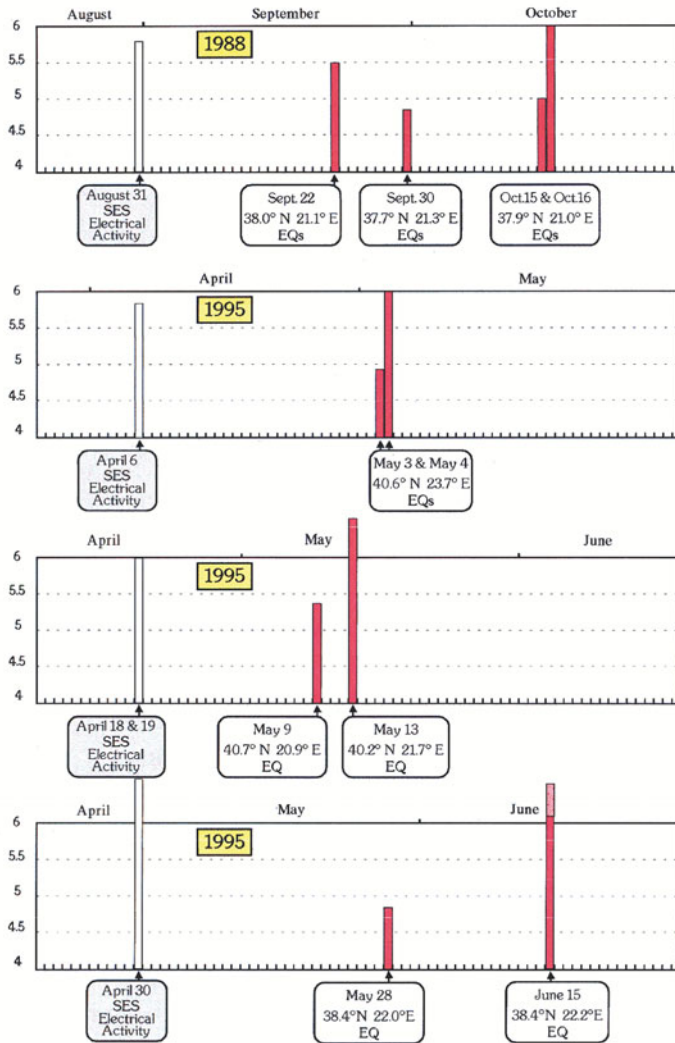 August September October
6
1988
5.5
5
4.5
4
August 31
SES
Electrical
Activity
Sept. 22
38.0° N 21.1° E
EQs
Sept. 30
37.7° N 21.3° E
EQs
Oct.15 & Oct.16
37.9° N 21.0° E
EQs
April May
6
1995
5.5
5
4.5
4
April 6
SES
Electrical
Activity
May 3 & May 4
40.6° N 23.7° E
EQs
April May June
6
1995
5.5
5
4.5
4
April 18 & 19
SES
Electrical
Activity
May 9
40.7° N 20.9° E
EQ
May 13
40.2° N 21.7° E
EQ
April May June
6
1995
5.5
5
4.5
4
April 30
SES
Electrical
Activity
May 28
38.4°N 22.0°E
EQ
June 15
38.4°N 22.2°E
EQ